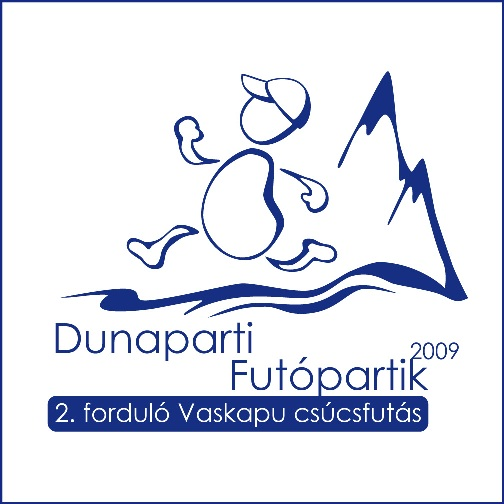 Dunaparti
Futópartik 2009
2. forduló Vaskapu csúcsfutás